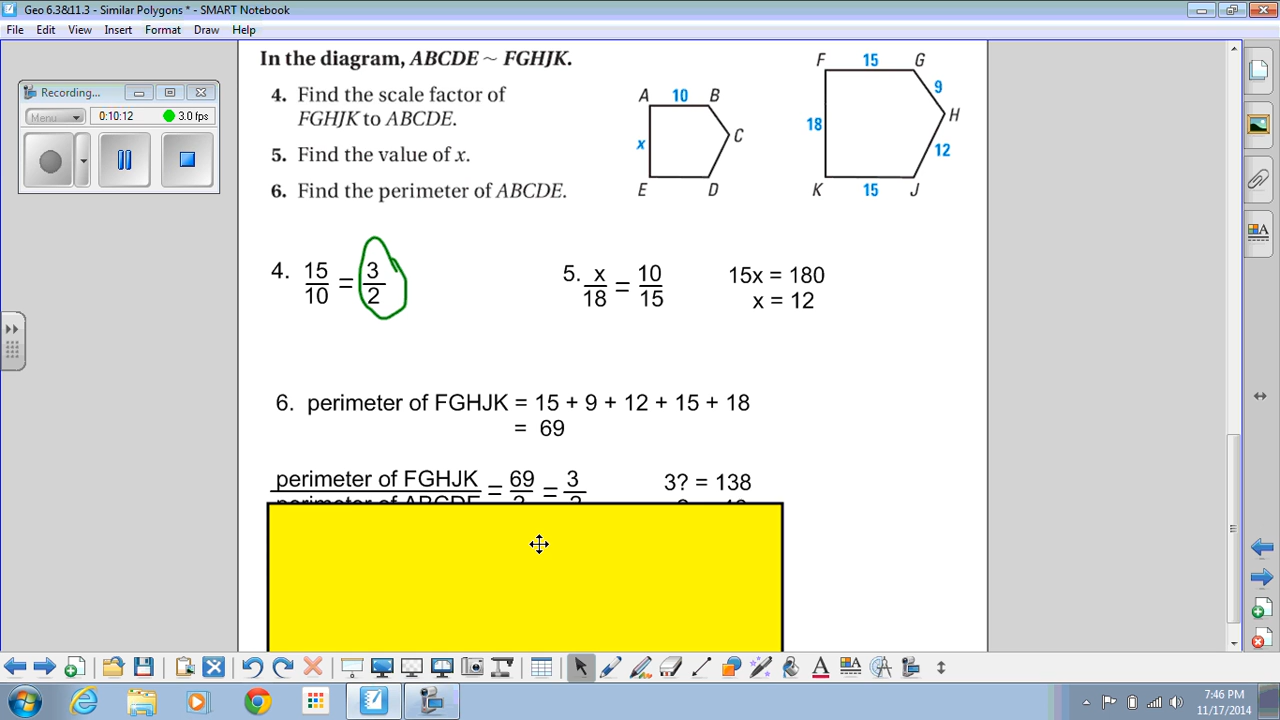 Geo 6.3&11.3 - Similar Polygons * - SMART Notebook
File Edit View Insert Format Draw Help
Recording...
Menu 0:10:12 3.0 fps
In the diagram, ABCDE ~ FGHJK.
4. Find the scale factor of
FGHJK to ABCDE.
5. Find the value of x.
6. Find the perimeter of ABCDE.
A 10 B
C
x
E D
F 15 G
9
H
18
12
K 15 J
4. 15/10 = 3/2
5. x/18 = 10/15
15x = 180
x = 12
6. perimeter of FGHJK = 15 + 9 + 12 + 15 + 18
= 69
perimeter of FGHJK = 69 = 3
perimeter of ABCDE
3? = 138
7:46 PM
11/17/2014